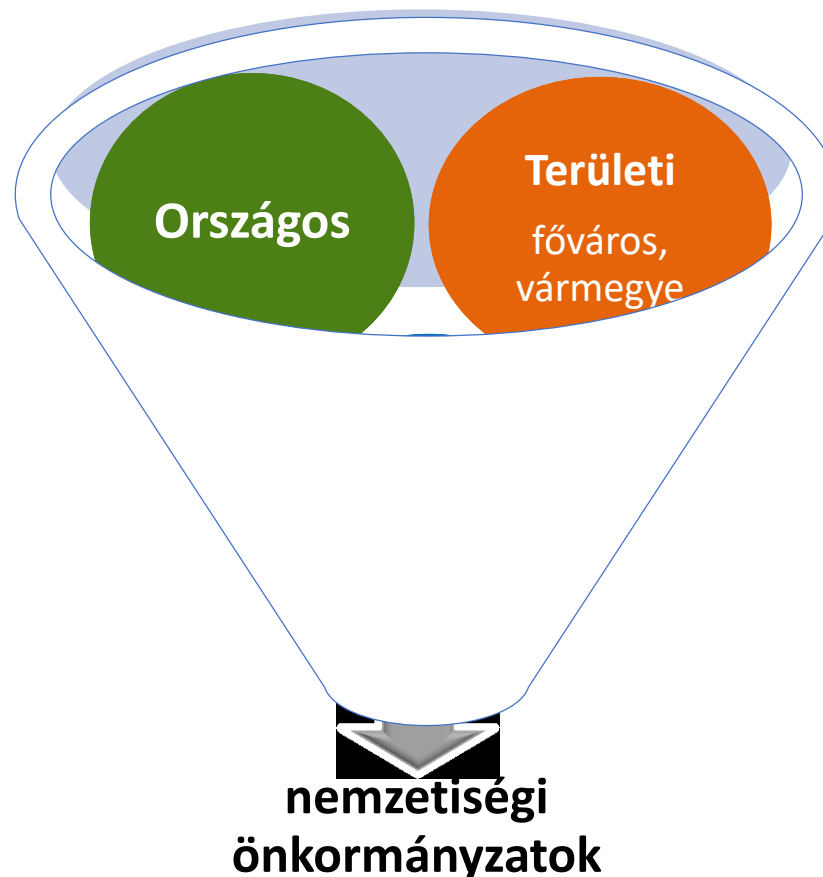 Országos
Területi
főváros,
vármegye
nemzetiségi
önkormányzatok